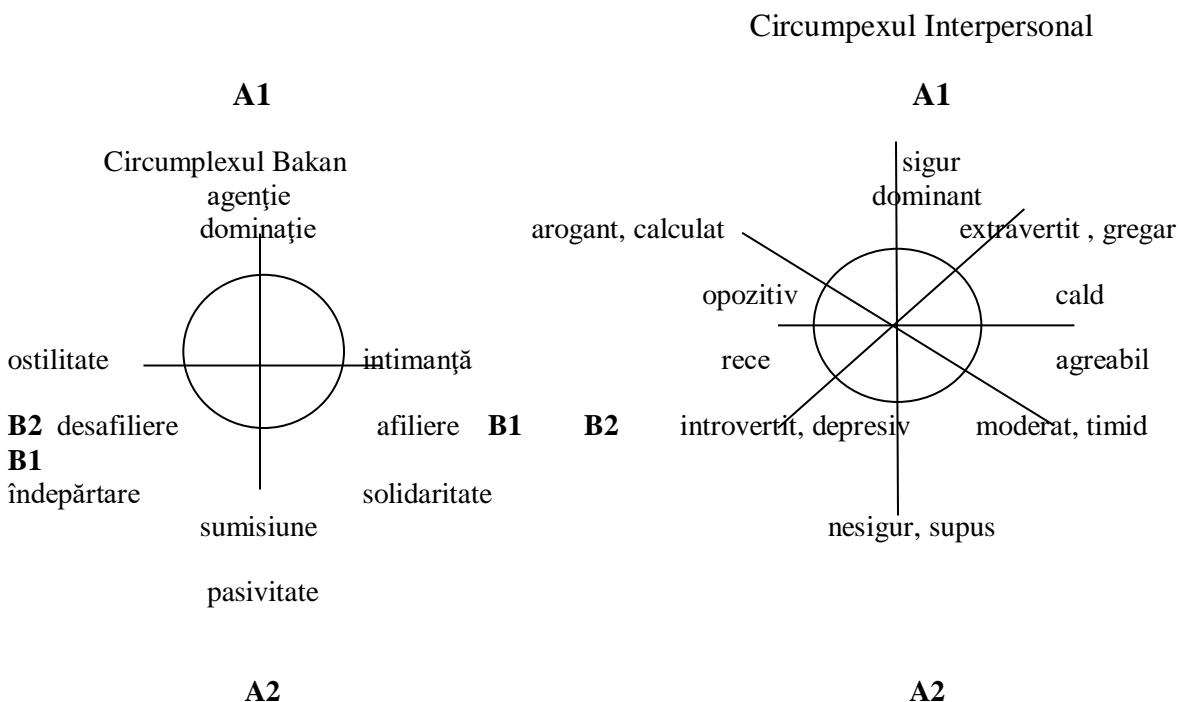 Circumpexul Interpersonal
A1 A1
Circumplexul Bakan sigur
agenţie dominant
dominaţie arogant, calculat extravertit , gregar
opozitiv cald
ostilitate intimanţă rece agreabil
B2 desafiliere afiliere B1 B2 introvertit, depresiv moderat, timid
B1
îndepărtare solidaritate
sumisiune nesigur, supus
pasivitate
A2 A2